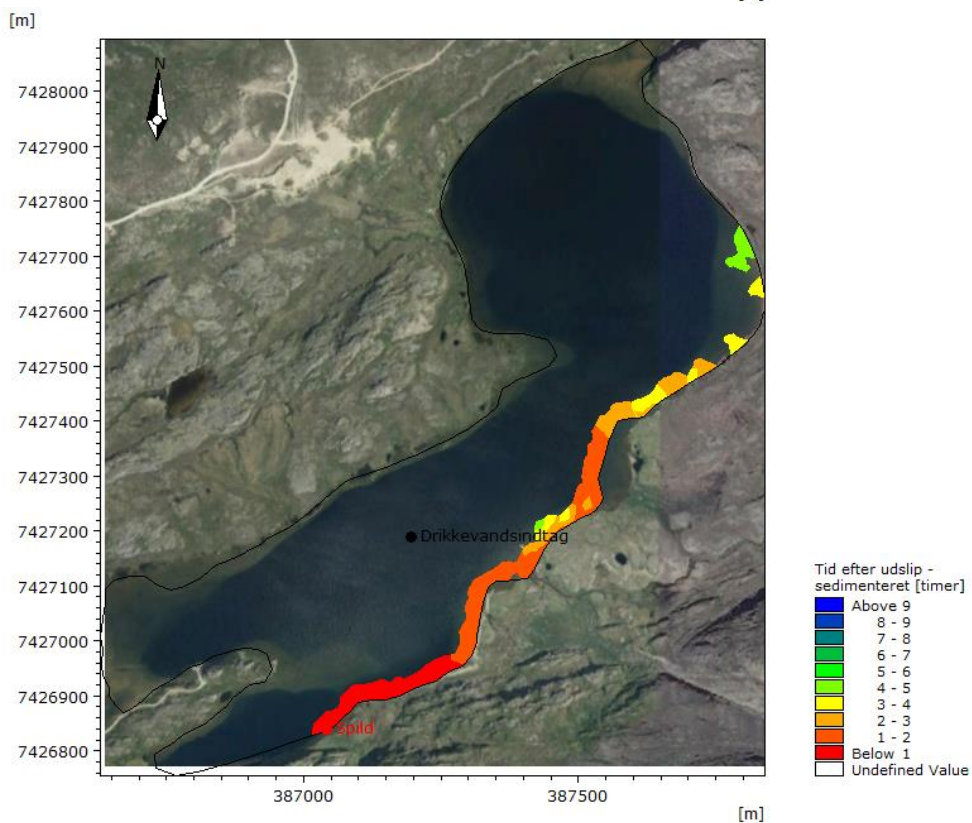 [m]
N
7428000
7427900
7427800
7427700
7427600
7427500
7427400
7427300
7427200
7427100
7427000
7426900
7426800
Drikkevandsindtag
Spild
387000
387500
[m]
Tid efter udslip -
sedimenteret [timer]
Above 9
8 - 9
7 - 8
6 - 7
5 - 6
4 - 5
3 - 4
2 - 3
1 - 2
Below 1
Undefined Value